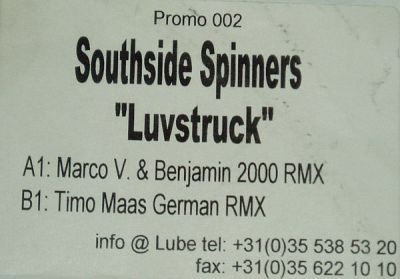 Promo 002
Southside Spinners
"Luvstruck"
A1: Marco V. & Benjamin 2000 RMX
B1: Timo Maas German RMX
info @ Lube tel: +31(0)35 538 53 20
fax: +31(0)35 622 10 10